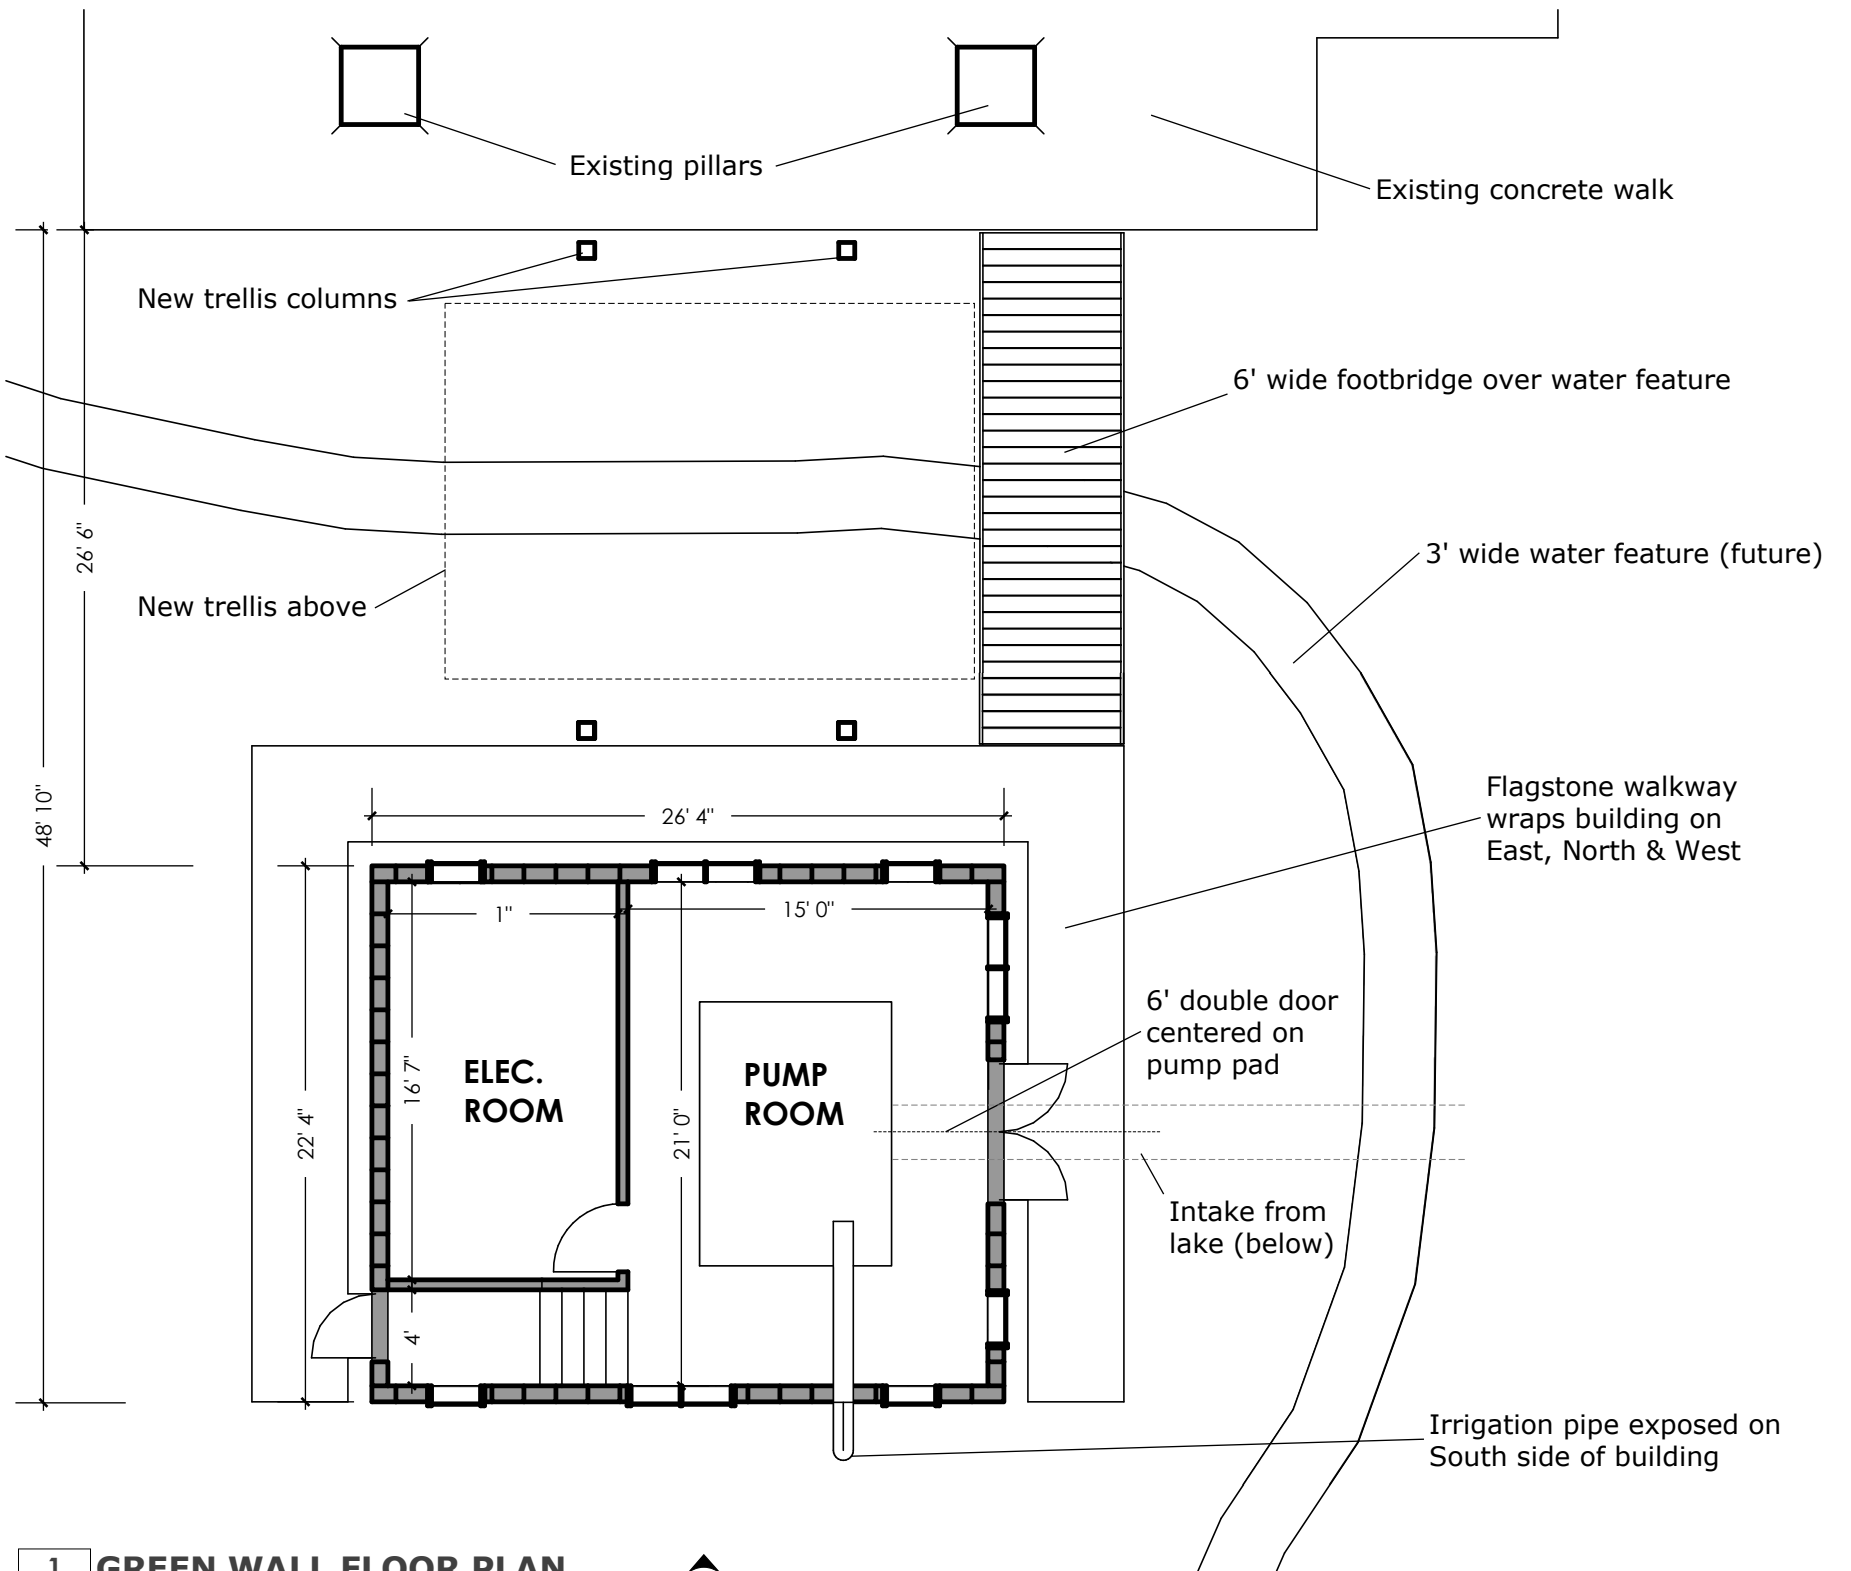 Existing pillars
Existing concrete walk
New trellis columns
6' wide footbridge over water feature
26' 6"
3' wide water feature (future)
New trellis above
48' 10"
26' 4"
Flagstone walkway
wraps building on
East, North & West
1"
15' 0"
6' double door
centered on
pump pad
ELEC.
ROOM
PUMP
ROOM
16' 7"
22' 4"
21' 0"
Intake from
lake (below)
4'
Irrigation pipe exposed on
South side of building
1
GREEN WALL FLOOR PLAN